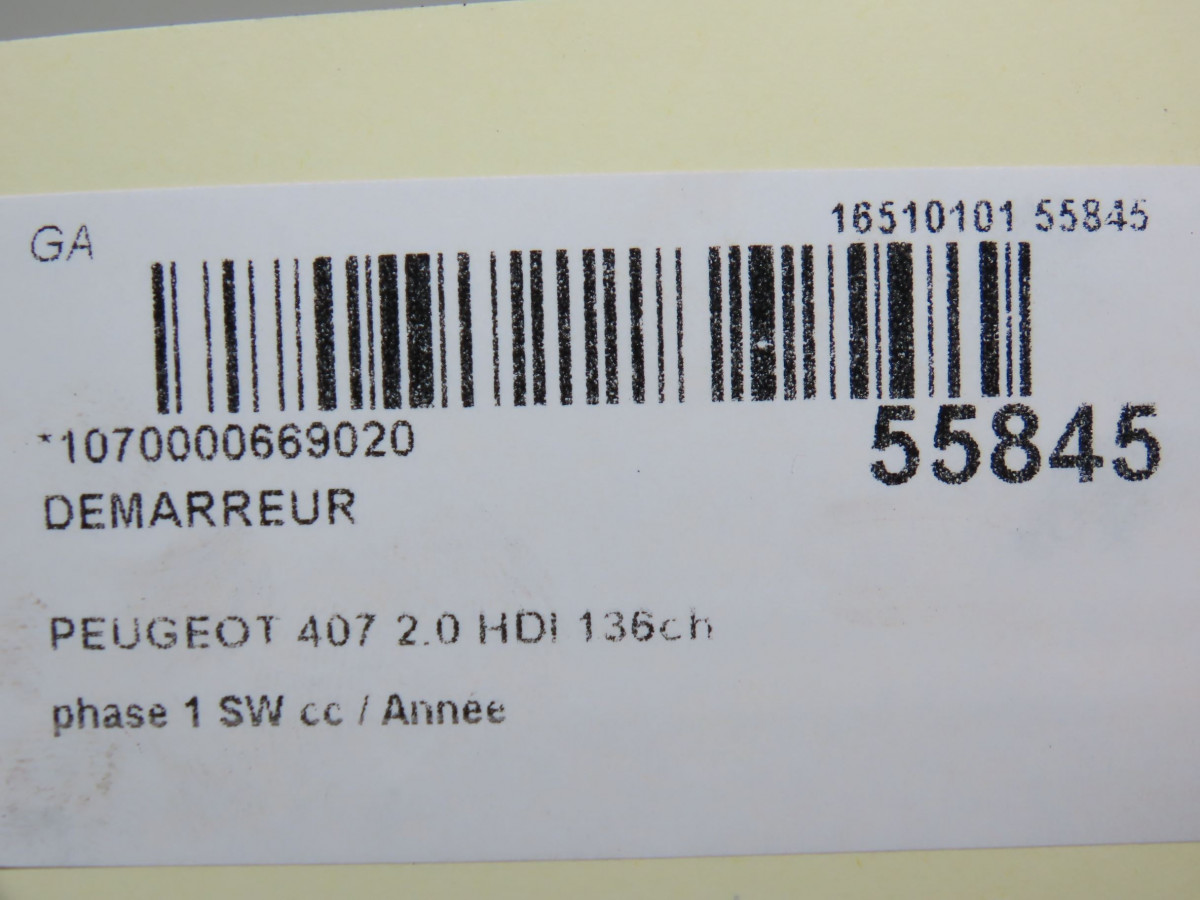 GA
16510101 55845
*1070000669020
55845
DEMARREUR
PEUGEOT 407 2.0 HDI 136ch
phase 1 SW cc / Année